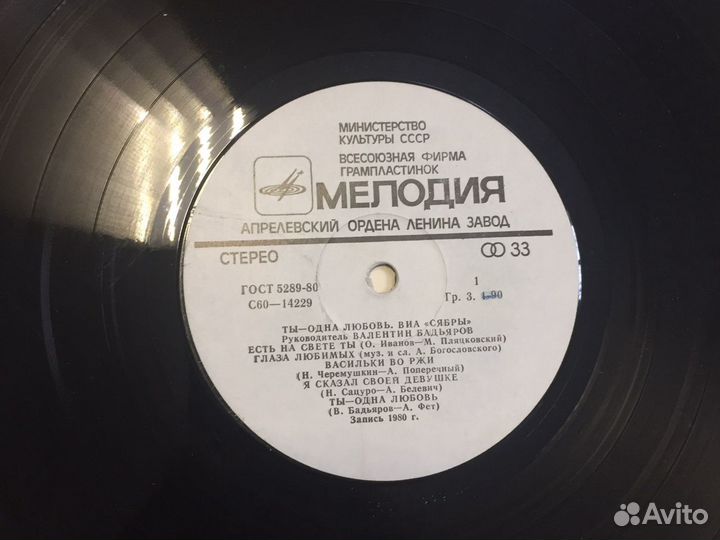 МИНИСТЕРСТВО
КУЛЬТУРЫ СССР
ВСЕСОЮЗНАЯ ФИРМА
ГРАМПЛАСТИНОК
МЕЛОДИЯ
АПРЕЛЕВСКИЙ ОРДЕНА ЛЕНИНА ЗАВОД
СТЕРЕО 33
ГОСТ 5289-80 1
С60—14229 Гр. 3. 1-90
ТЫ—ОДНА ЛЮБОВЬ. ВИА «СЯБРЫ»
Руководитель ВАЛЕНТИН БАДЬЯРОВ
ЕСТЬ НА СВЕТЕ ТЫ (О. Иванов—М. Пляцковский)
ГЛАЗА ЛЮБИМЫХ (муз. и сл. А. Богословского)
ВАСИЛЬКИ ВО РЖИ
(Н. Черемушкин—А. Поперечный)
Я СКАЗАЛ СВОЕЙ ДЕВУШКЕ
(Н. Сацуро—А. Белевич)
ТЫ—ОДНА ЛЮБОВЬ
(В. Бадьяров—А. Фет)
Запись 1980 г.
Avito